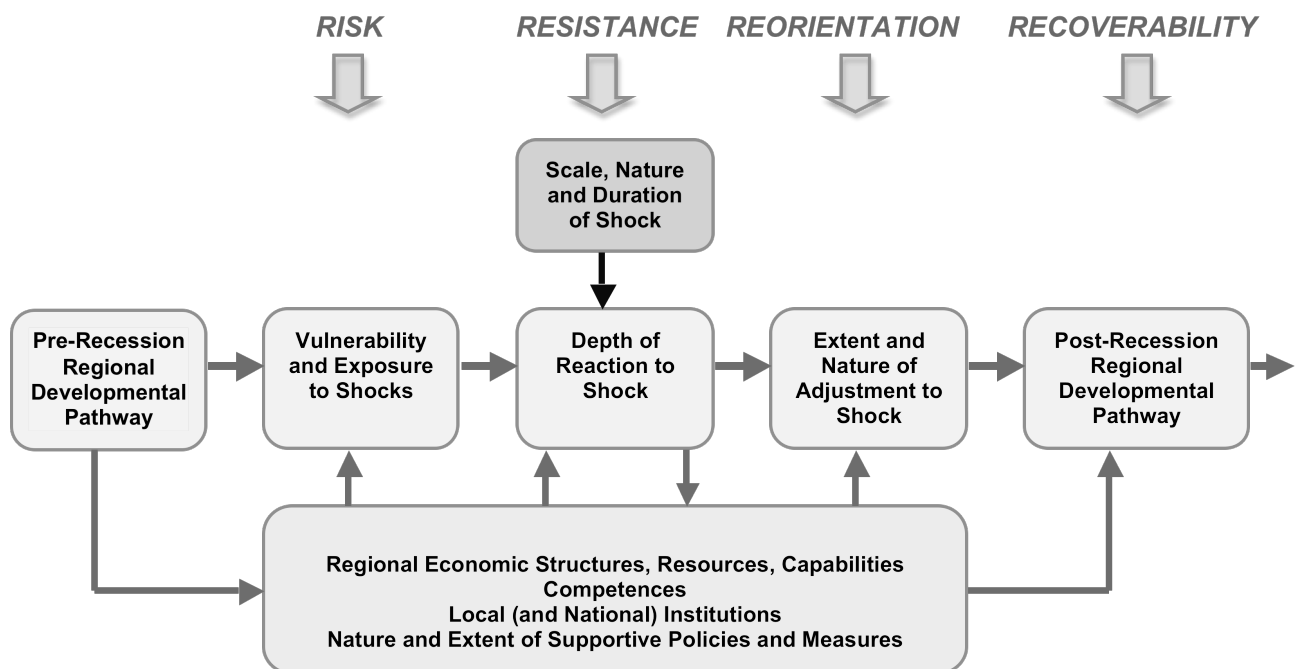 RISK
RESISTANCE
REORIENTATION
RECOVERABILITY
Scale, Nature
and Duration
of Shock
Pre-Recession
Regional
Developmental
Pathway
Vulnerability
and Exposure
to Shocks
Depth of
Reaction to
Shock
Extent and
Nature of
Adjustment to
Shock
Post-Recession
Regional
Developmental
Pathway
Regional Economic Structures, Resources, Capabilities
Competences
Local (and National) Institutions
Nature and Extent of Supportive Policies and Measures